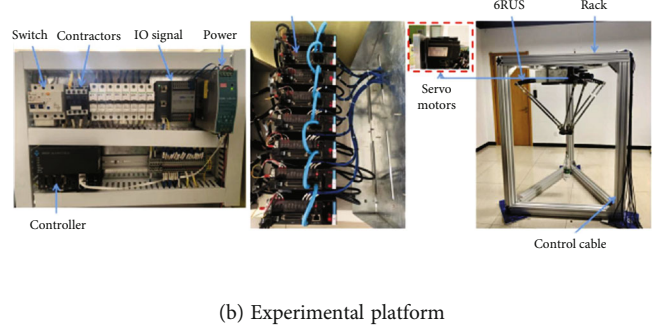 6RUS
Rack
Switch
Contractors
IO signal
Power
Servo
motors
Controller
Control cable
(b) Experimental platform